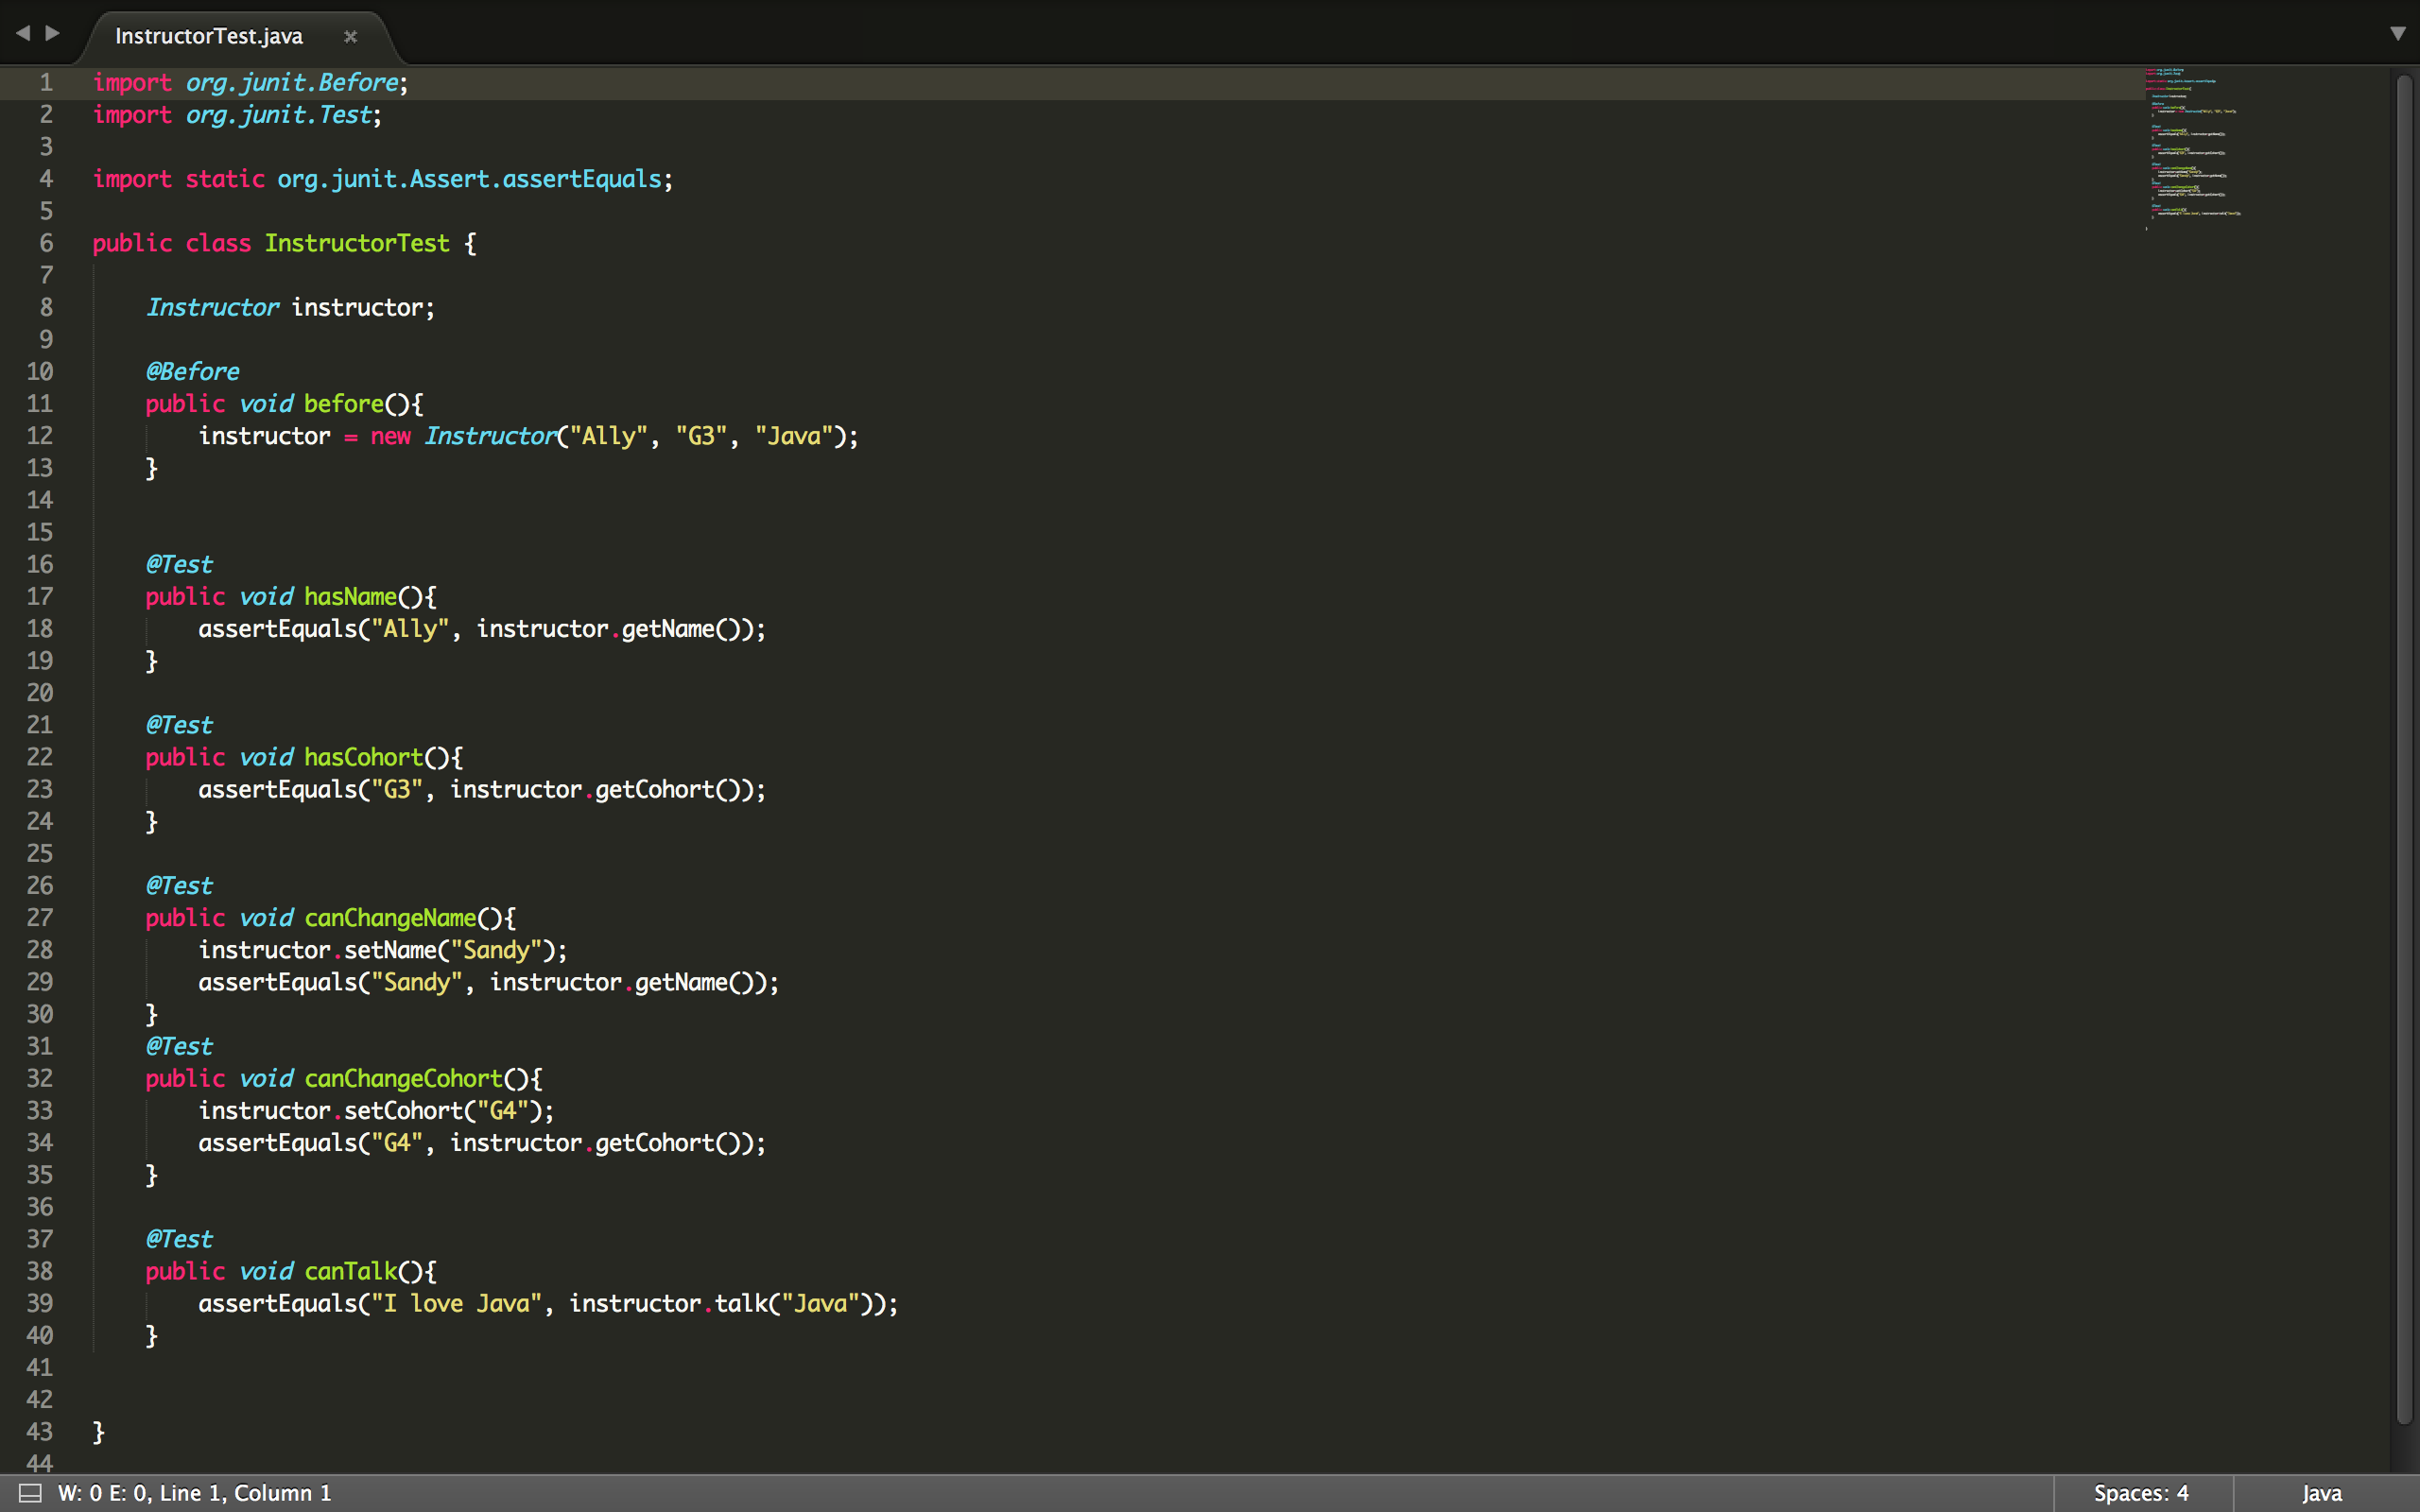 InstructorTest.java
1 import org.junit.Before;
2 import org.junit.Test;
3
4 import static org.junit.Assert.assertEquals;
5
6 public class InstructorTest {
7
8     Instructor instructor;
9
10     @Before
11     public void before(){
12         instructor = new Instructor("Ally", "G3", "Java");
13     }
14
15
16     @Test
17     public void hasName(){
18         assertEquals("Ally", instructor.getName());
19     }
20
21     @Test
22     public void hasCohort(){
23         assertEquals("G3", instructor.getCohort());
24     }
25
26     @Test
27     public void canChangeName(){
28         instructor.setName("Sandy");
29         assertEquals("Sandy", instructor.getName());
30     }
31     @Test
32     public void canChangeCohort(){
33         instructor.setCohort("G4");
34         assertEquals("G4", instructor.getCohort());
35     }
36
37     @Test
38     public void canTalk(){
39         assertEquals("I love Java", instructor.talk("Java"));
40     }
41
42
43 }
44
W: 0 E: 0, Line 1, Column 1
Spaces: 4
Java